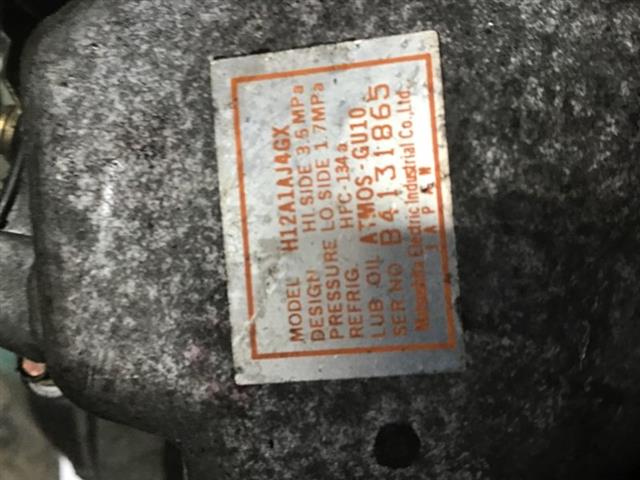 MODEL H12A1AJ4GX
DESIGN HI SIDE 3.6MPa
PRESSURE LO SIDE 1.7MPa
REFRIG. HFC-134a
LUB OIL ATMOS-GU10
SER NO B4131865
Matsushita Electric Industrial Co., Ltd.
JAPAN